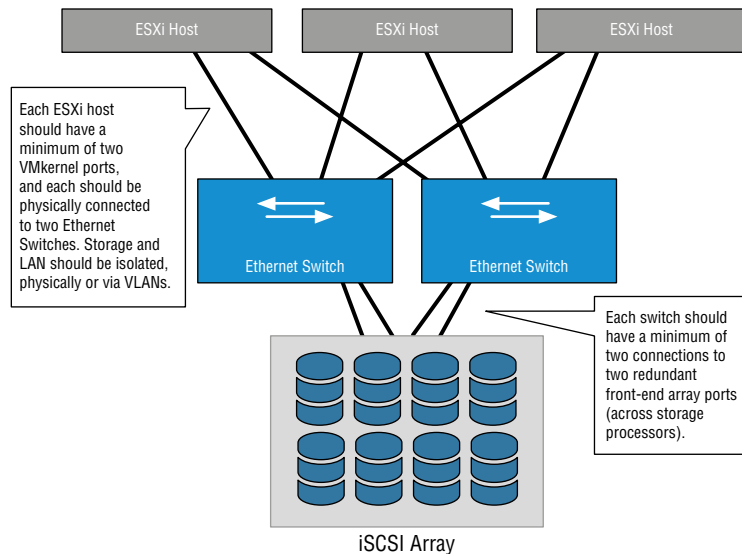 ESXi Host
ESXi Host
ESXi Host
Each ESXi host
should have a
minimum of two
VMkernel ports,
and each should be
physically connected
to two Ethernet
Switches. Storage and
LAN should be isolated,
physically or via VLANs.
Ethernet Switch
Ethernet Switch
Each switch should
have a minimum of
two connections to
two redundant
front-end array ports
(across storage
processors).
iSCSI Array